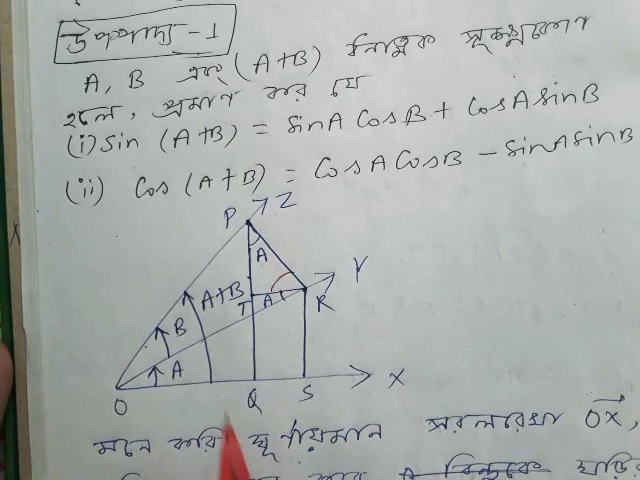 উপপাদ্য - 1
A, B এবং (A+B) ধনাত্মক সূক্ষ্মকোণ
হলে, প্রমাণ কর যে
(i) sin (A+B) = sinA CosB + cosA sinB
(ii) Cos (A+B) = CosA CosB - sinA sinB
P Z
A
A+B Y
B T A R
A X
O Q S
মনে করি ঘূর্ণায়মান সরলরেখা OX,